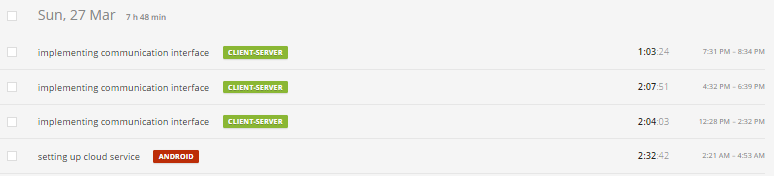 Sun, 27 Mar 7 h 48 min
implementing communication interface CLIENT-SERVER 1:03:24 7:31 PM – 8:34 PM
implementing communication interface CLIENT-SERVER 2:07:51 4:32 PM – 6:39 PM
implementing communication interface CLIENT-SERVER 2:04:03 12:28 PM – 2:32 PM
setting up cloud service ANDROID 2:32:42 2:21 AM – 4:53 AM